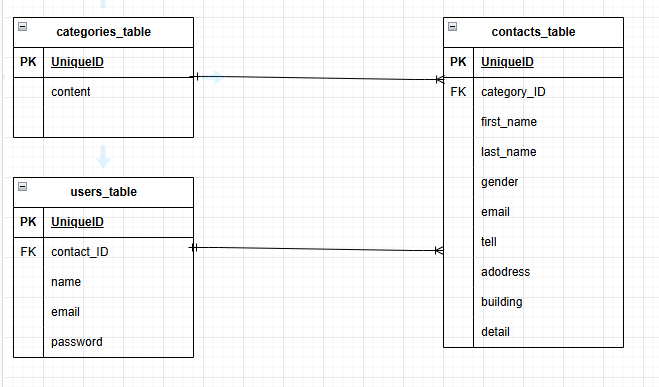 categories_table
PK UniqueID
content
users_table
PK UniqueID
FK contact_ID
name
email
password
contacts_table
PK UniqueID
FK category_ID
first_name
last_name
gender
email
tell
adodress
building
detail